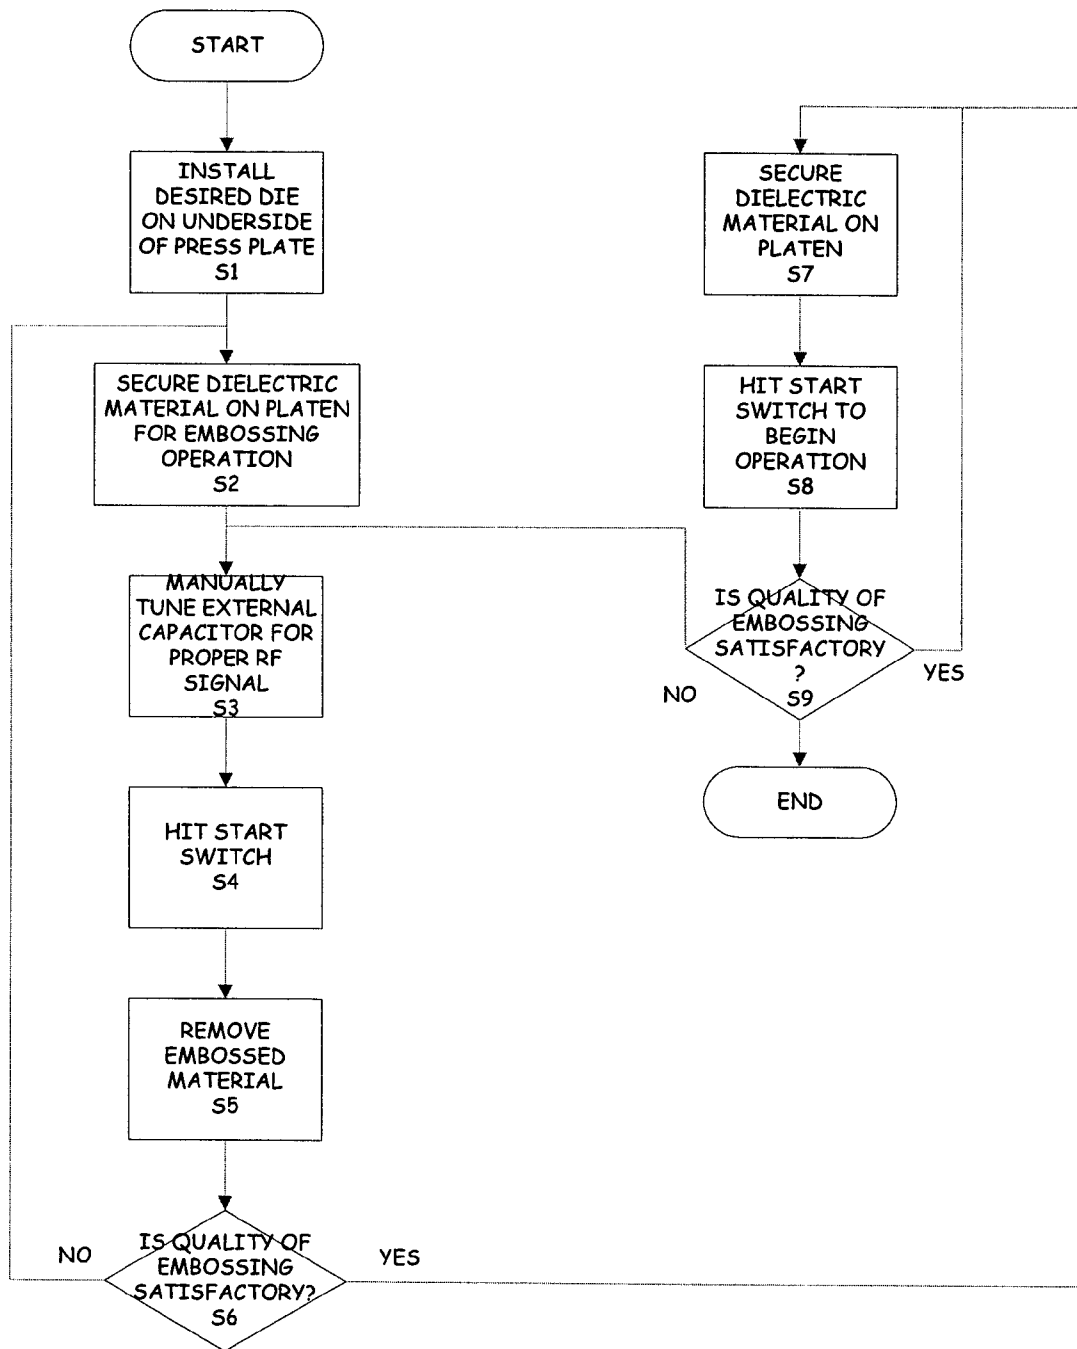 START
INSTALL
DESIRED DIE
ON UNDERSIDE
OF PRESS PLATE
S1
SECURE DIELECTRIC
MATERIAL ON PLATEN
FOR EMBOSSING
OPERATION
S2
MANUALLY
TUNE EXTERNAL
CAPACITOR FOR
PROPER RF
SIGNAL
S3
HIT START
SWITCH
S4
REMOVE
EMBOSSED
MATERIAL
S5
NO
IS QUALITY OF
EMBOSSING
SATISFACTORY?
S6
YES
SECURE
DIELECTRIC
MATERIAL ON
PLATEN
S7
HIT START
SWITCH TO
BEGIN
OPERATION
S8
IS QUALITY OF
EMBOSSING
SATISFACTORY
?
S9
NO
YES
END